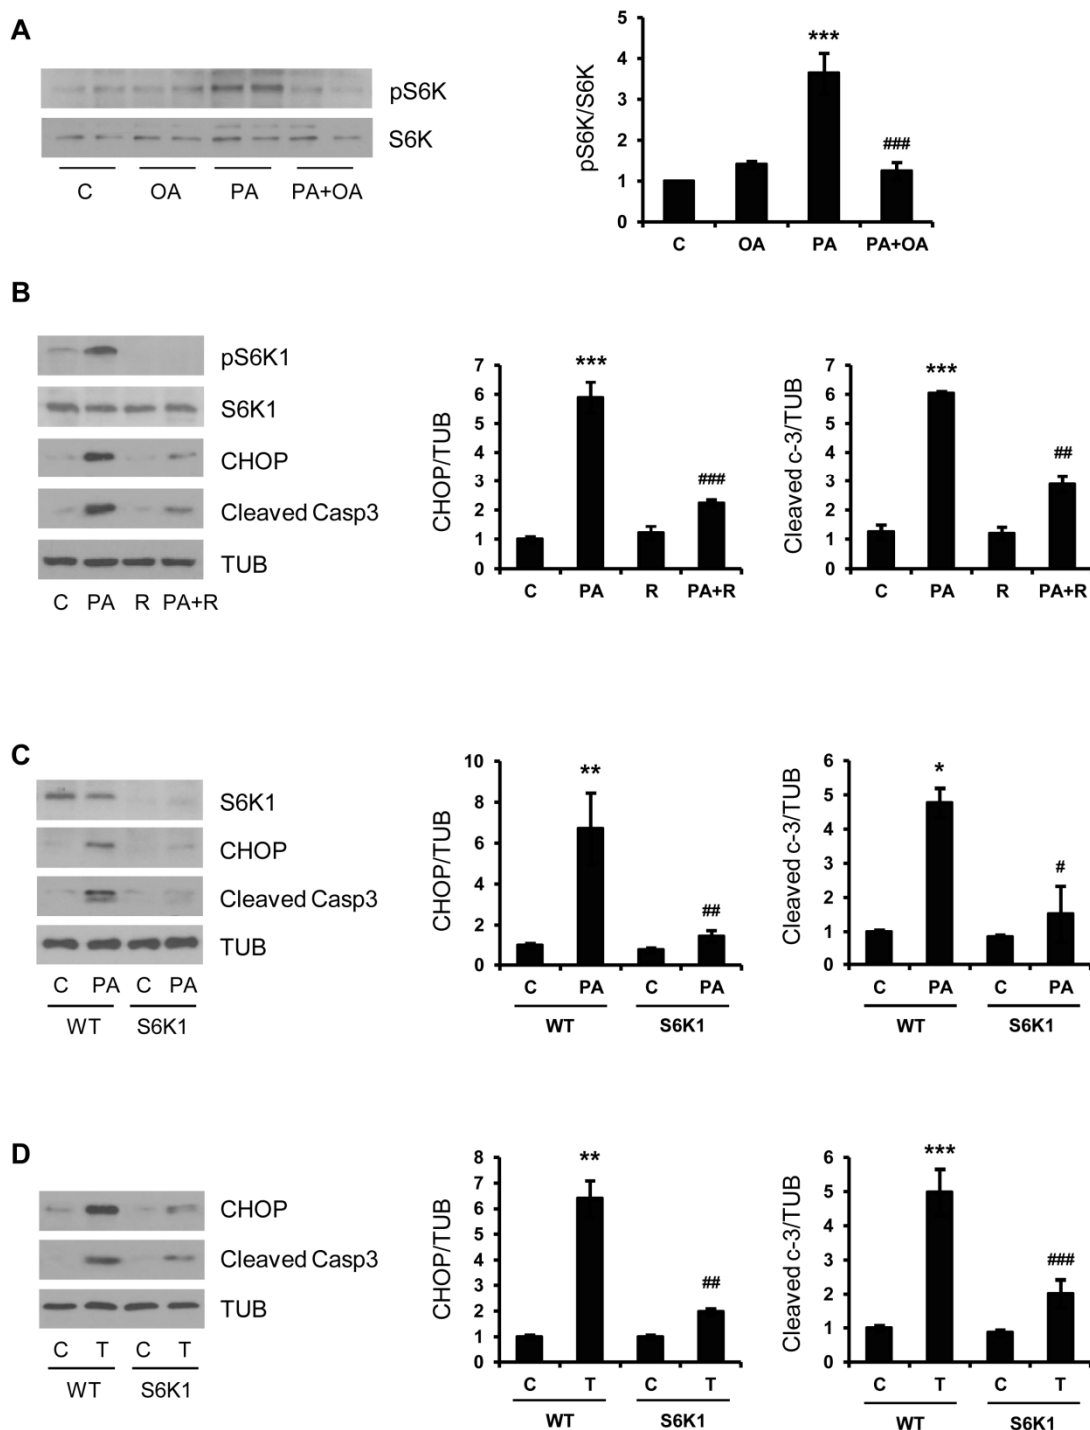 A
pS6K
S6K
C OA PA PA+OA
pS6K/S6K
5
4
3
2
1
0
***
###
C OA PA PA+OA
B
pS6K1
S6K1
CHOP
Cleaved Casp3
TUB
C PA R PA+R
CHOP/TUB
7
6
5
4
3
2
1
0
***
###
C PA R PA+R
Cleaved c-3/TUB
7
6
5
4
3
2
1
0
***
##
C PA R PA+R
C
S6K1
CHOP
Cleaved Casp3
TUB
C PA C PA
WT S6K1
CHOP/TUB
10
8
6
4
2
0
**
##
C PA C PA
WT S6K1
Cleaved c-3/TUB
6
5
4
3
2
1
0
*
#
C PA C PA
WT S6K1
D
CHOP
Cleaved Casp3
TUB
C T C T
WT S6K1
CHOP/TUB
8
7
6
5
4
3
2
1
0
**
##
C T C T
WT S6K1
Cleaved c-3/TUB
6
5
4
3
2
1
0
***
###
C T C T
WT S6K1